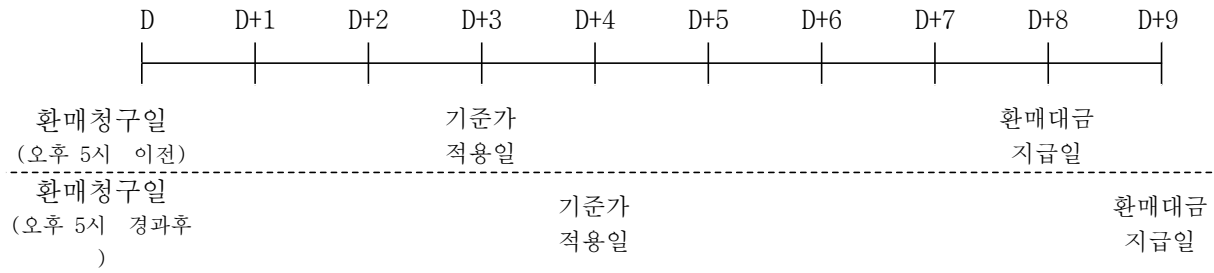 D D+1 D+2 D+3 D+4 D+5 D+6 D+7 D+8 D+9
환매청구일 기준가 환매대금
(오후 5시 이전) 적용일 지급일
환매청구일 기준가 환매대금
(오후 5시 경과후 적용일 지급일
)